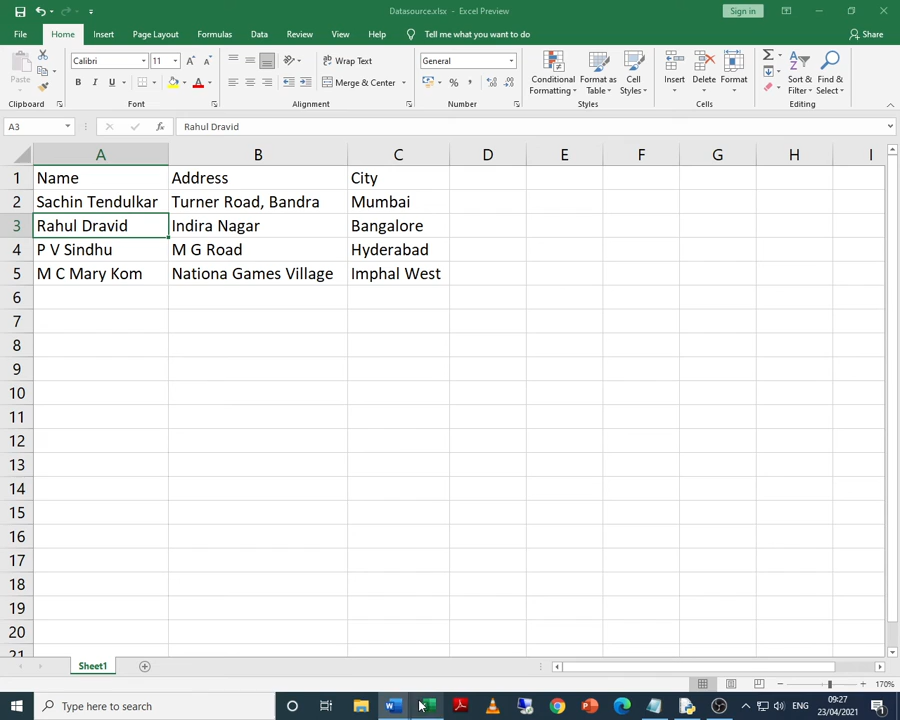 Datasource.xlsx - Excel Preview
Sign in
File Home Insert Page Layout Formulas Data Review View Help Tell me what you want to do Share
Paste
Calibri 11
B I U
A A
Wrap Text
Merge & Center
General
% ,
Conditional Formatting
Format as Table
Cell Styles
Insert Delete Format
Sort & Filter
Find & Select
Clipboard Font Alignment Number Styles Cells Editing
A3 fx Rahul Dravid
A B C D E F G H I
1 Name Address City
2 Sachin Tendulkar Turner Road, Bandra Mumbai
3 Rahul Dravid Indira Nagar Bangalore
4 P V Sindhu M G Road Hyderabad
5 M C Mary Kom Nationa Games Village Imphal West
6
7
8
9
10
11
12
13
14
15
16
17
18
19
20
21
Sheet1
170%
Type here to search
09:27
23/04/2021